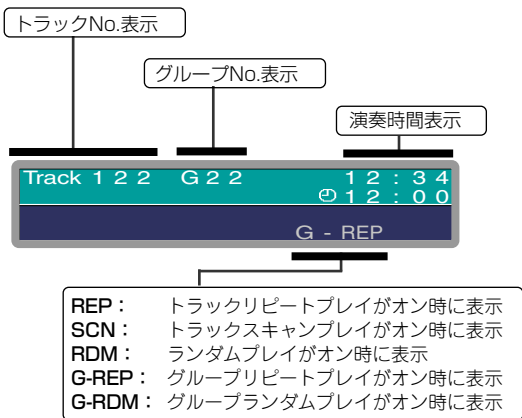 トラックNo.表示
グループNo.表示
演奏時間表示
Track 1 2 2 G 2 2 1 2 : 3 4
1 2 : 0 0
G - REP
REP： トラックリピートプレイがオン時に表示
SCN： トラックスキャンプレイがオン時に表示
RDM： ランダムプレイがオン時に表示
G-REP： グループリピートプレイがオン時に表示
G-RDM： グループランダムプレイがオン時に表示